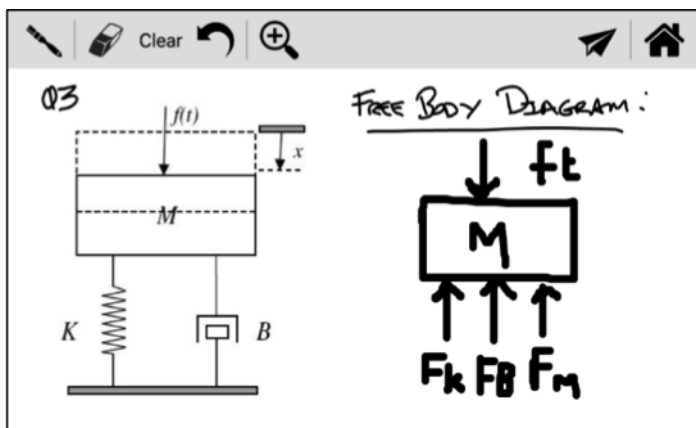 Clear
Q3
FREE BODY DIAGRAM:
f(t)
x
M
K
B
ft
M
Fk FB FM